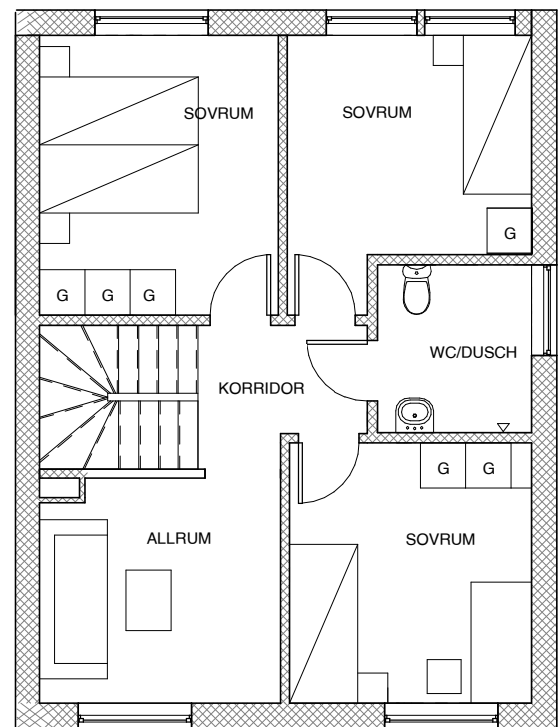 SOVRUM
SOVRUM
G
G G G
WC/DUSCH
KORRIDOR
G G
ALLRUM
SOVRUM